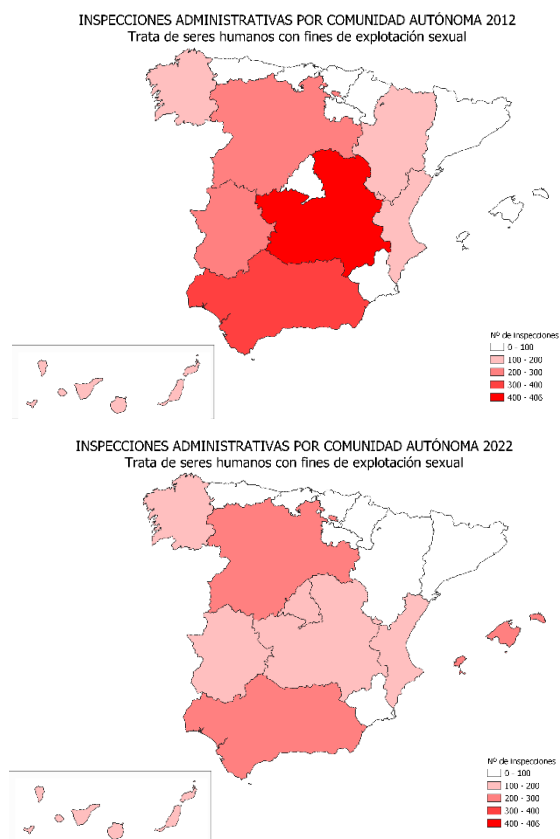 INSPECCIONES ADMINISTRATIVAS POR COMUNIDAD AUTÓNOMA 2012
Trata de seres humanos con fines de explotación sexual
Nº de inspecciones
0 - 100
100 - 200
200 - 300
300 - 400
400 - 406
INSPECCIONES ADMINISTRATIVAS POR COMUNIDAD AUTÓNOMA 2022
Trata de seres humanos con fines de explotación sexual
Nº de inspecciones
0 - 100
100 - 200
200 - 300
300 - 400
400 - 406